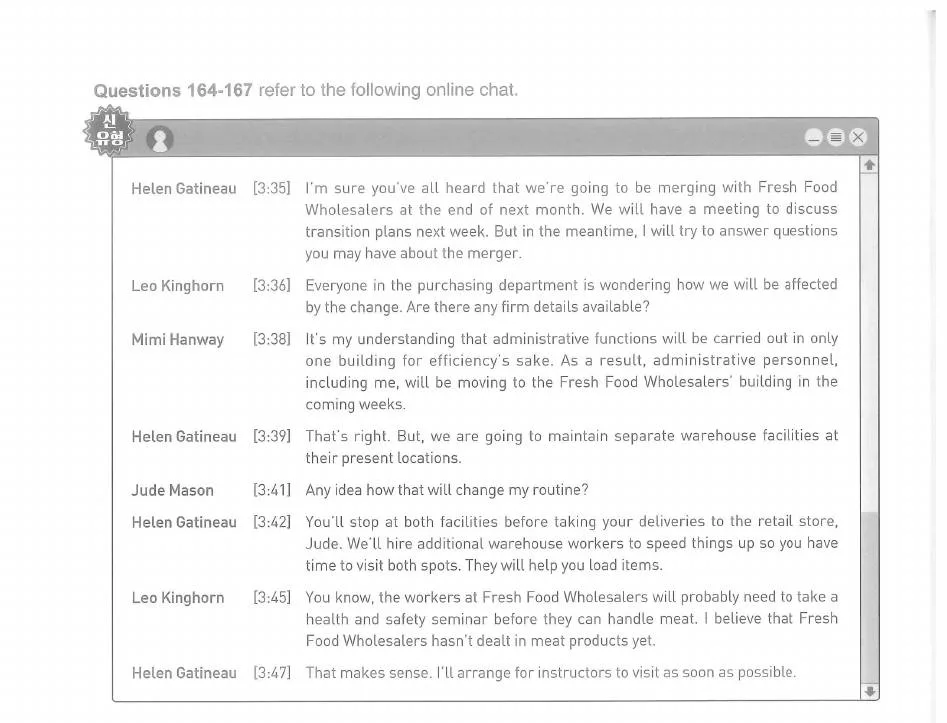 Questions 164-167 refer to the following online chat.
신
유형
Helen Gatineau [3:35] I'm sure you've all heard that we're going to be merging with Fresh Food
Wholesalers at the end of next month. We will have a meeting to discuss
transition plans next week. But in the meantime, I will try to answer questions
you may have about the merger.
Leo Kinghorn [3:36] Everyone in the purchasing department is wondering how we will be affected
by the change. Are there any firm details available?
Mimi Hanway [3:38] It's my understanding that administrative functions will be carried out in only
one building for efficiency's sake. As a result, administrative personnel,
including me, will be moving to the Fresh Food Wholesalers' building in the
coming weeks.
Helen Gatineau [3:39] That's right. But, we are going to maintain separate warehouse facilities at
their present locations.
Jude Mason [3:41] Any idea how that will change my routine?
Helen Gatineau [3:42] You'll stop at both facilities before taking your deliveries to the retail store,
Jude. We'll hire additional warehouse workers to speed things up so you have
time to visit both spots. They will help you load items.
Leo Kinghorn [3:45] You know, the workers at Fresh Food Wholesalers will probably need to take a
health and safety seminar before they can handle meat. I believe that Fresh
Food Wholesalers hasn't dealt in meat products yet.
Helen Gatineau [3:47] That makes sense. I'll arrange for instructors to visit as soon as possible.